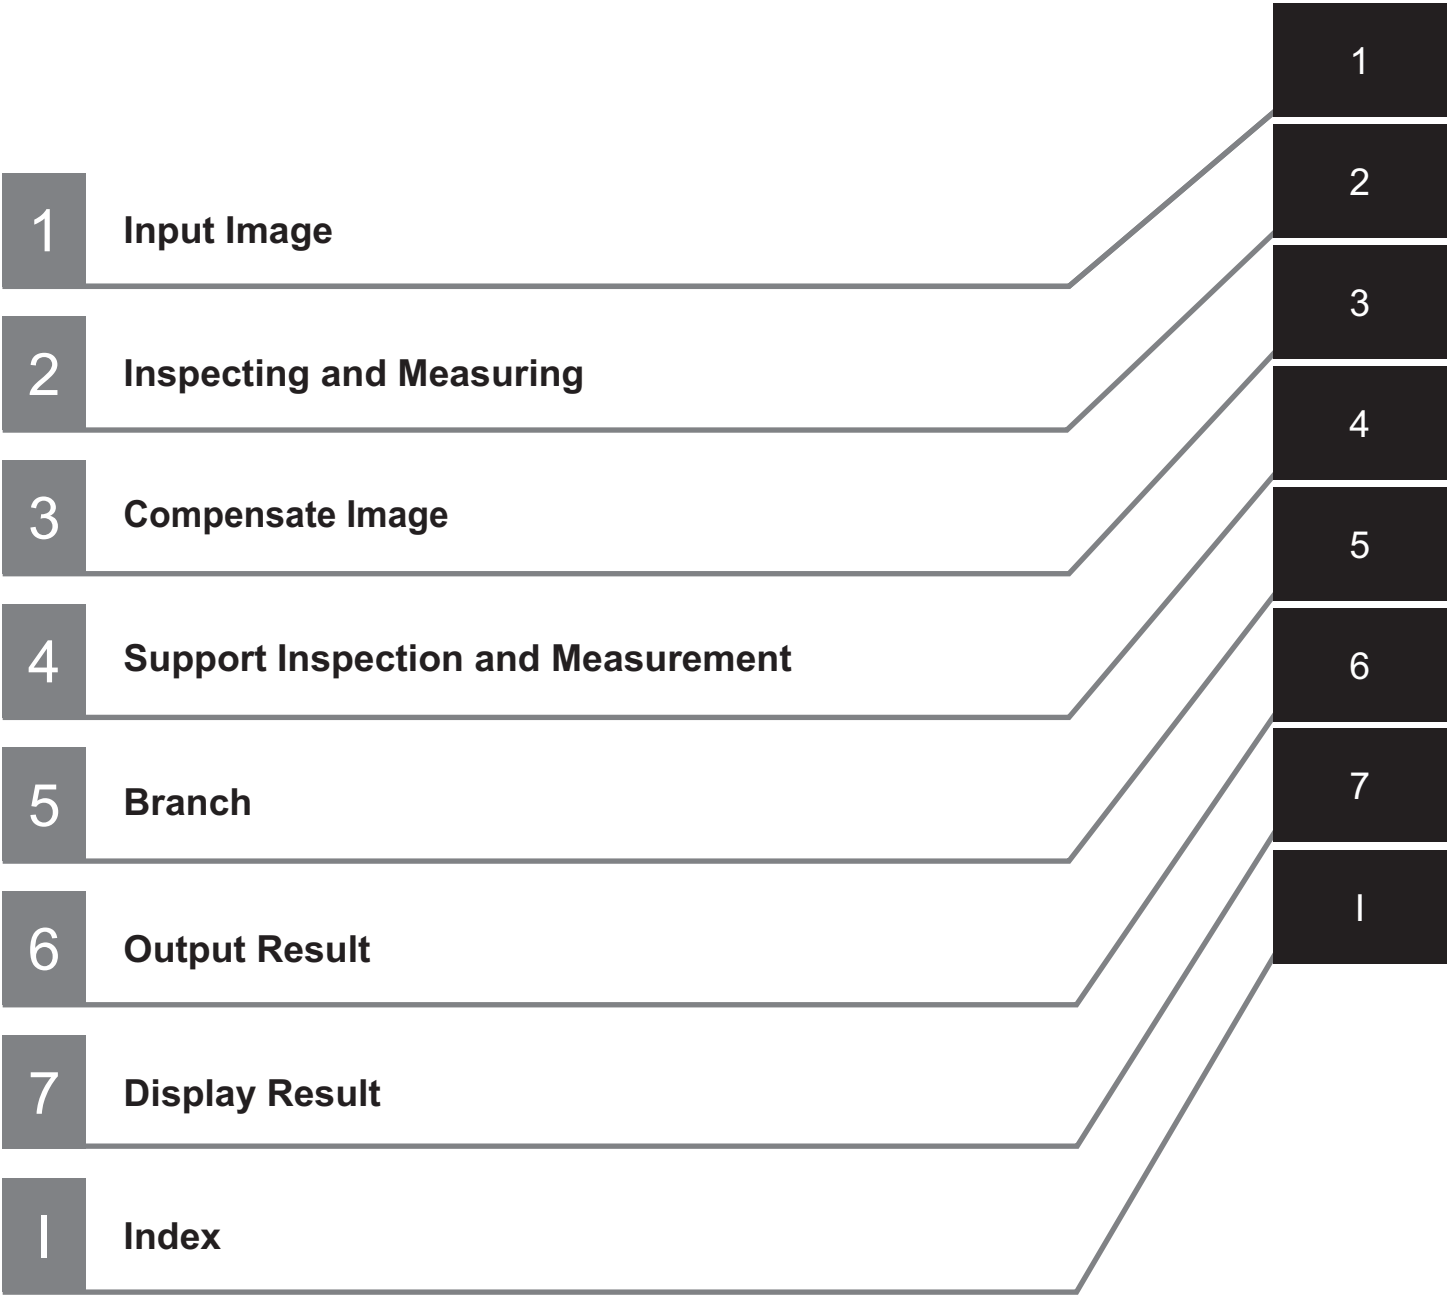 1 Input Image
2 Inspecting and Measuring
3 Compensate Image
4 Support Inspection and Measurement
5 Branch
6 Output Result
7 Display Result
I Index
1
2
3
4
5
6
7
I